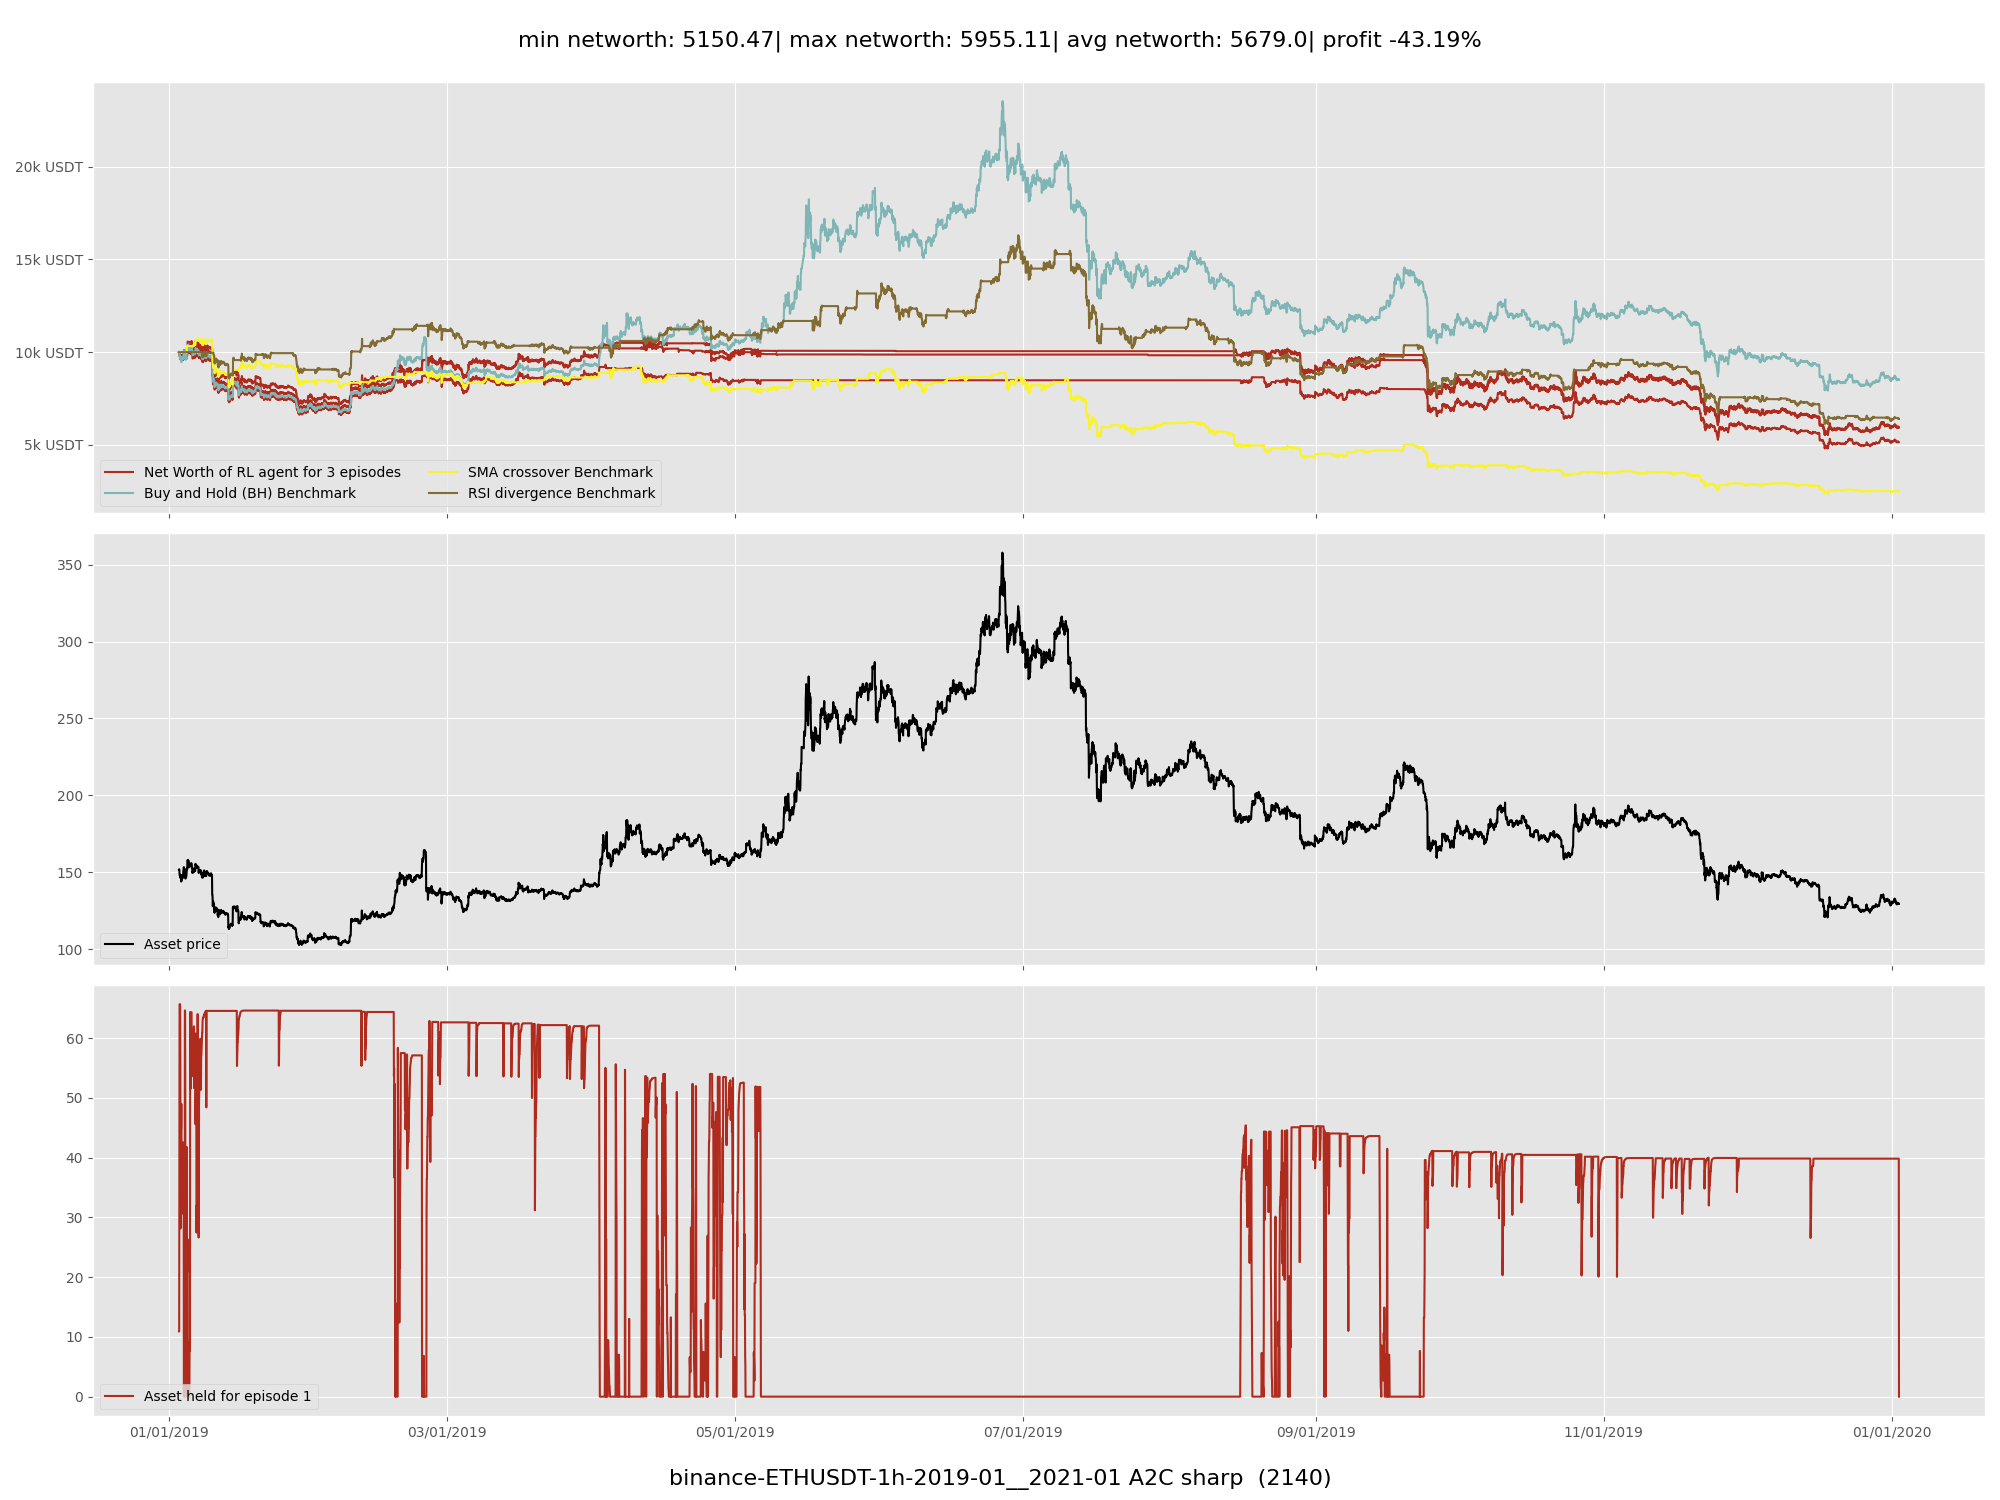 min networth: 5150.47| max networth: 5955.11| avg networth: 5679.0| profit -43.19%
20k USDT
15k USDT
10k USDT
5k USDT
Net Worth of RL agent for 3 episodes
Buy and Hold (BH) Benchmark
SMA crossover Benchmark
RSI divergence Benchmark
350
300
250
200
150
100
Asset price
60
50
40
30
20
10
0
Asset held for episode 1
01/01/2019 03/01/2019 05/01/2019 07/01/2019 09/01/2019 11/01/2019 01/01/2020
binance-ETHUSDT-1h-2019-01__2021-01 A2C sharp (2140)